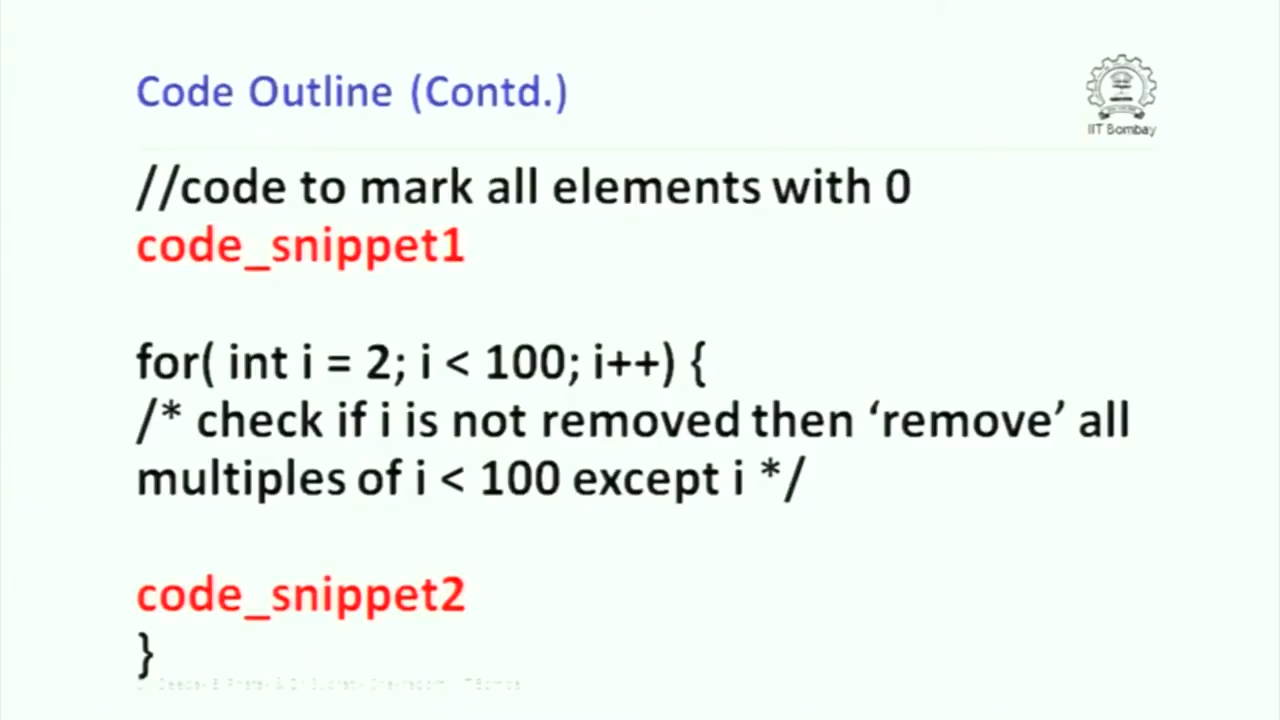 Code Outline (Contd.)
IIT Bombay
//code to mark all elements with 0
code_snippet1
for( int i = 2; i < 100; i++) {
/* check if i is not removed then ‘remove’ all
multiples of i < 100 except i */
code_snippet2
}